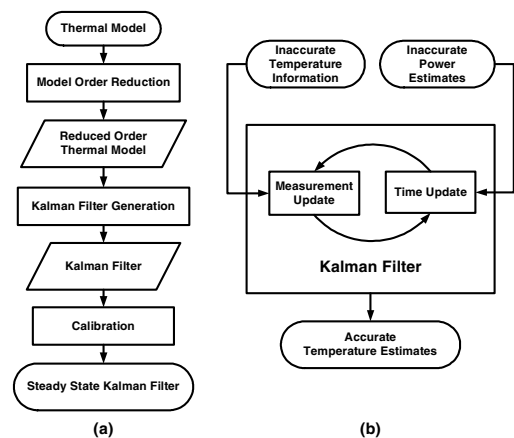 Thermal Model
Model Order Reduction
Reduced Order
Thermal Model
Kalman Filter Generation
Kalman Filter
Calibration
Steady State Kalman Filter
(a)
Inaccurate
Temperature
Information
Inaccurate
Power
Estimates
Measurement
Update
Time Update
Kalman Filter
Accurate
Temperature Estimates
(b)